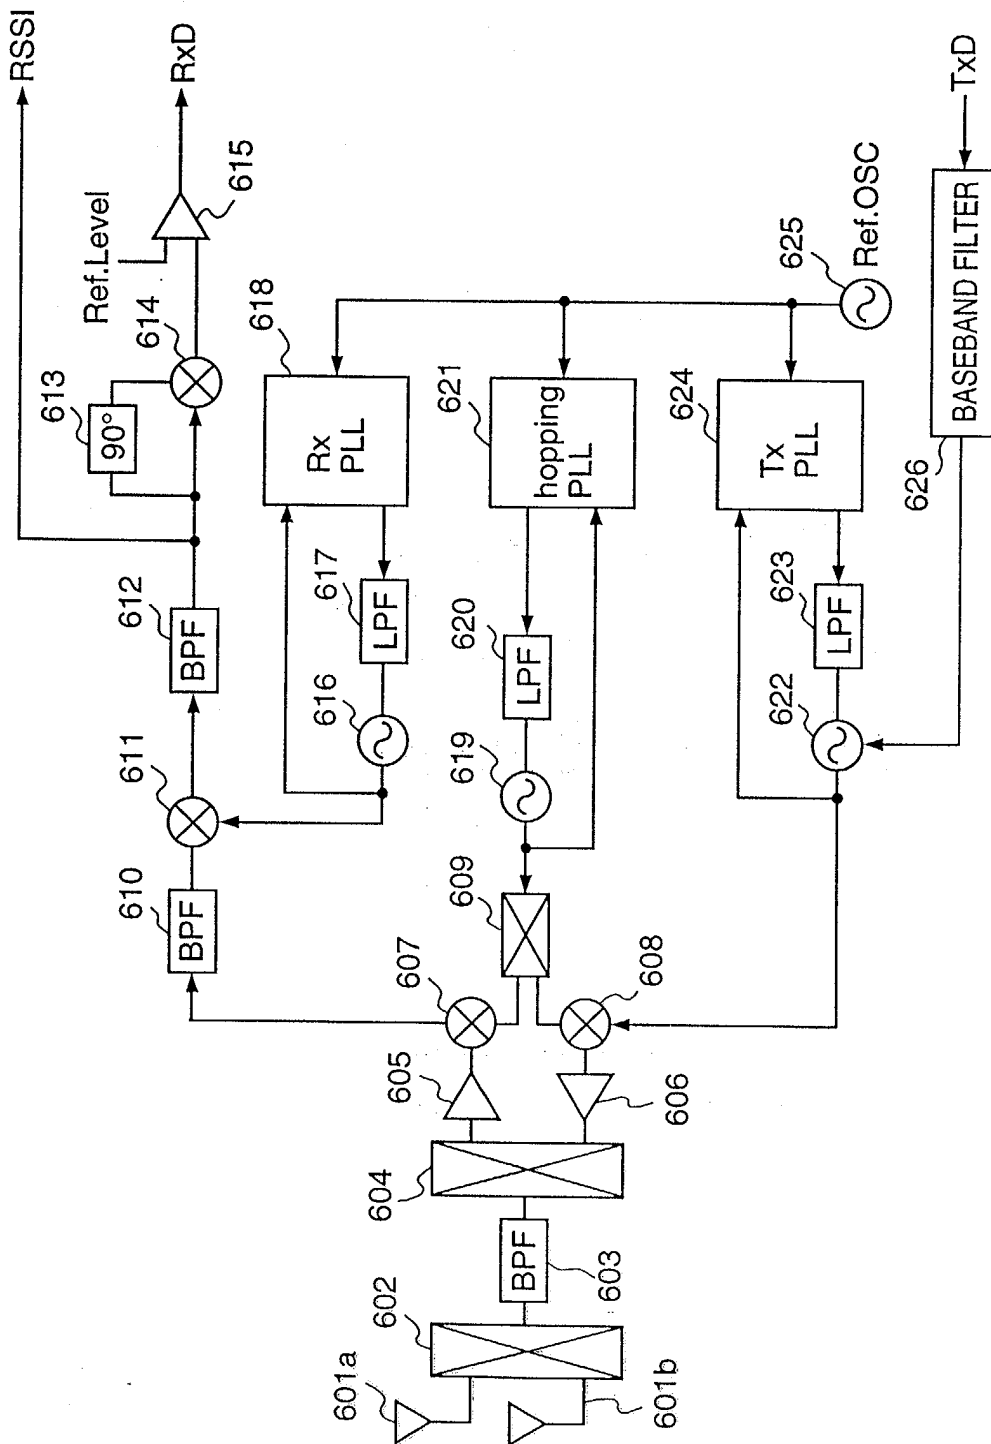 RSSI
RxD
Ref.Level
615
614
613
90°
612
BPF
611
610
BPF
618
Rx
PLL
617
LPF
616
625
Ref.OSC
621
hopping
PLL
620
LPF
619
609
607
608
624
Tx
PLL
623
LPF
622
TxD
BASEBAND FILTER
626
605
606
604
BPF
603
602
601a
601b